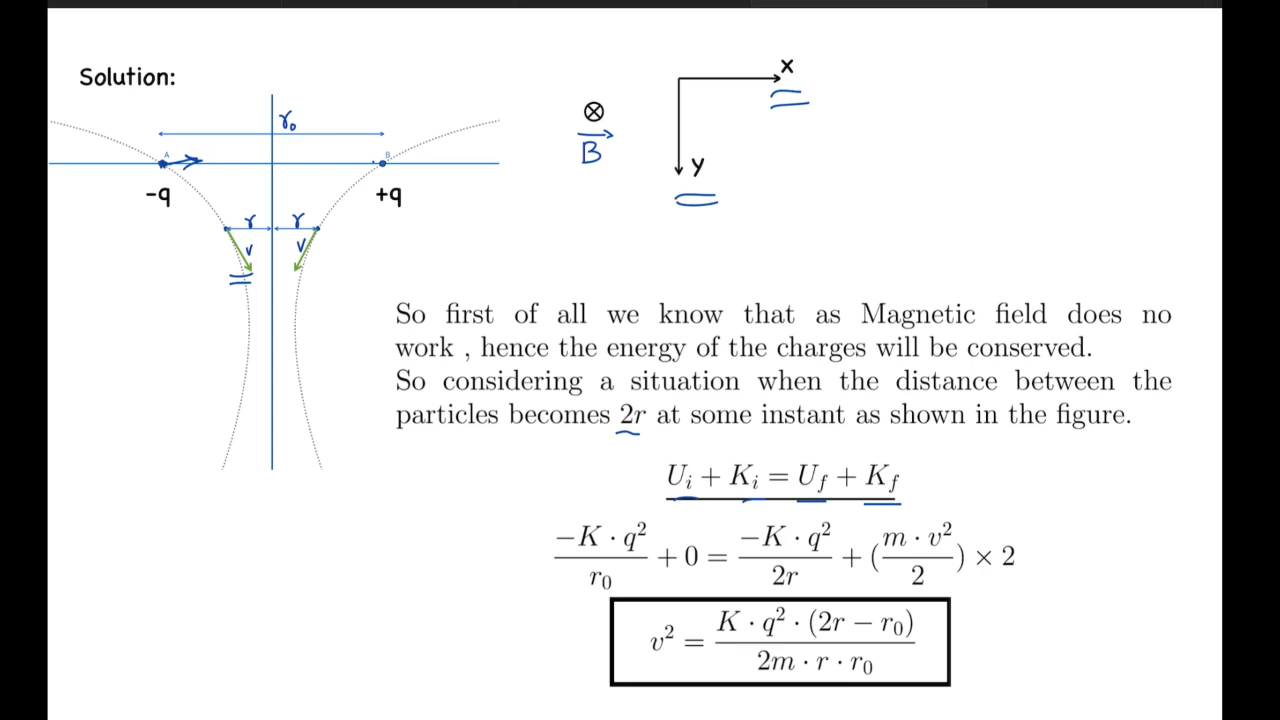 Solution:
X
r₀
B
Y
A
B
-q
+q
r r
v v
So first of all we know that as Magnetic field does no
work , hence the energy of the charges will be conserved.
So considering a situation when the distance between the
particles becomes 2r at some instant as shown in the figure.
Uᵢ + Kᵢ = U_f + K_f
−K · q²/r₀ + 0 = −K · q²/2r + (m · v²/2) × 2
v² = K · q² · (2r − r₀)/2m · r · r₀